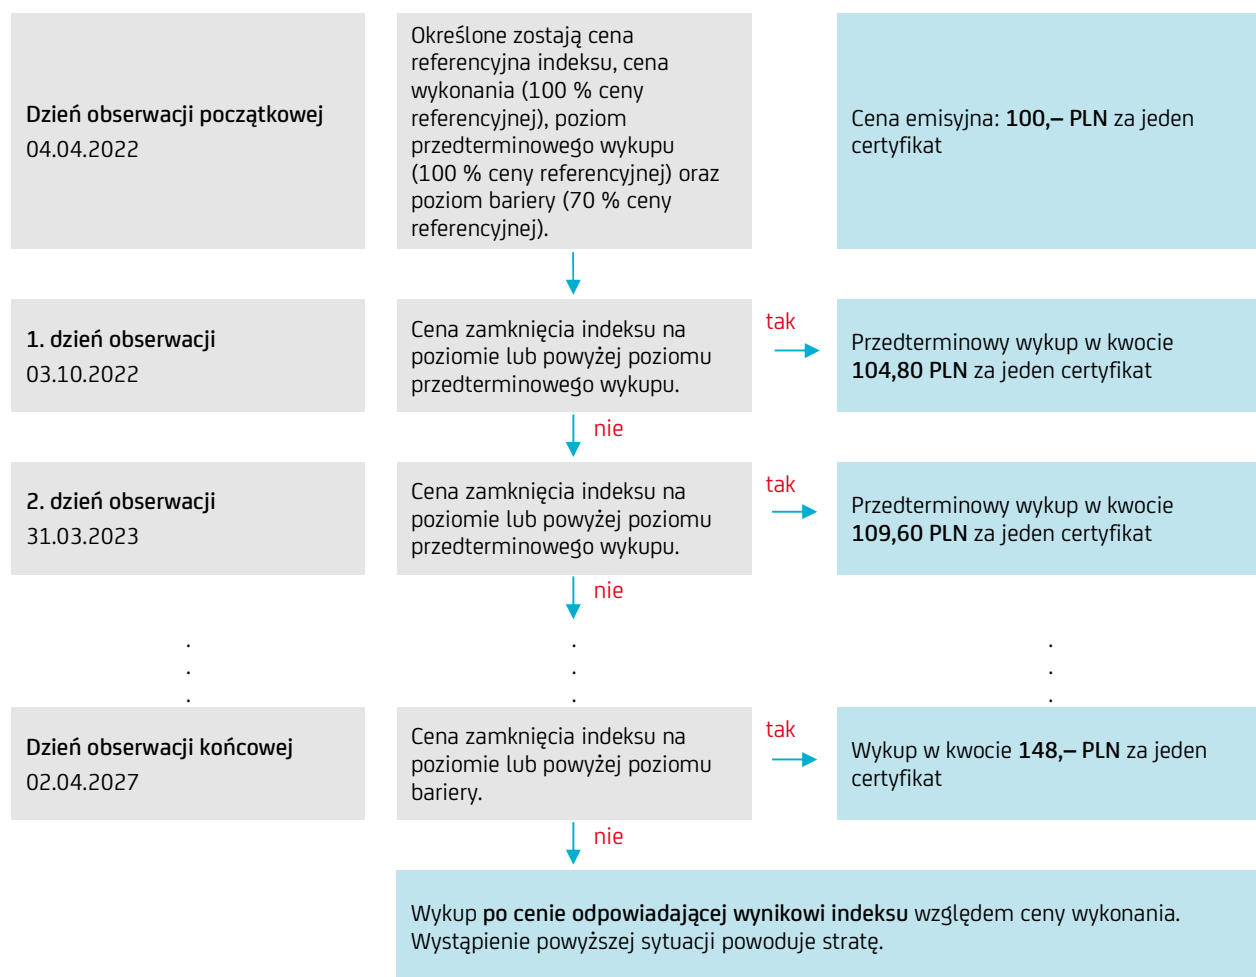 Dzień obserwacji początkowej
04.04.2022
Określone zostają cena
referencyjna indeksu, cena
wykonania (100 % ceny
referencyjnej), poziom
przedterminowego wykupu
(100 % ceny referencyjnej) oraz
poziom bariery (70 % ceny
referencyjnej).
Cena emisyjna: 100,– PLN za jeden
certyfikat
1. dzień obserwacji
03.10.2022
Cena zamknięcia indeksu na
poziomie lub powyżej poziomu
przedterminowego wykupu.
tak
Przedterminowy wykup w kwocie
104,80 PLN za jeden certyfikat
nie
2. dzień obserwacji
31.03.2023
Cena zamknięcia indeksu na
poziomie lub powyżej poziomu
przedterminowego wykupu.
tak
Przedterminowy wykup w kwocie
109,60 PLN za jeden certyfikat
nie
. . .
. . .
. . .
Dzień obserwacji końcowej
02.04.2027
Cena zamknięcia indeksu na
poziomie lub powyżej poziomu
bariery.
tak
Wykup w kwocie 148,– PLN za jeden
certyfikat
nie
Wykup po cenie odpowiadającej wynikowi indeksu względem ceny wykonania.
Wystąpienie powyższej sytuacji powoduje stratę.